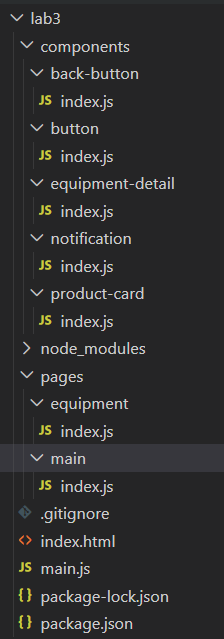 lab3
components
back-button
JS index.js
button
JS index.js
equipment-detail
JS index.js
notification
JS index.js
product-card
JS index.js
node_modules
pages
equipment
JS index.js
main
JS index.js
.gitignore
<> index.html
JS main.js
{} package-lock.json
{} package.json